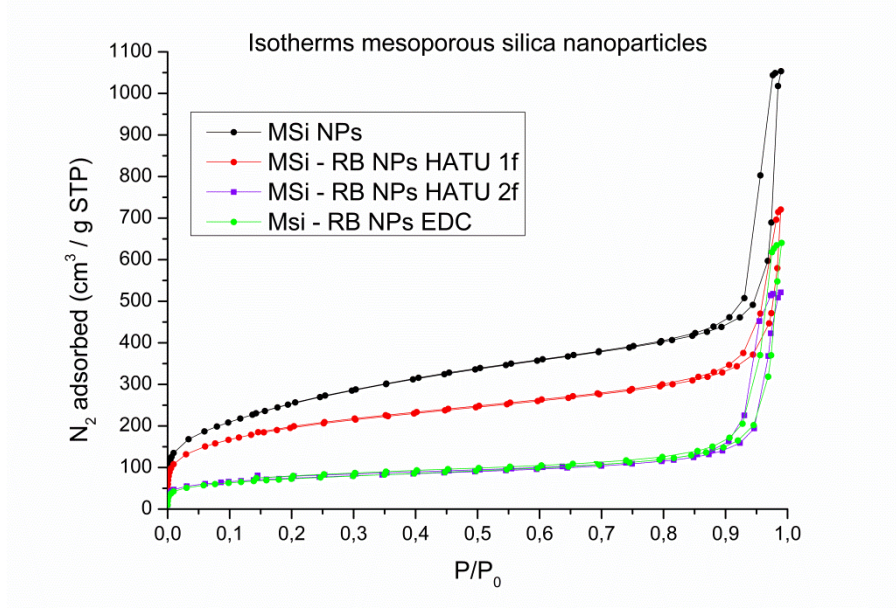 Isotherms mesoporous silica nanoparticles
1100
1000
900
800
700
600
500
400
300
200
100
0
N₂ adsorbed (cm³ / g STP)
MSi NPs
MSi - RB NPs HATU 1f
MSi - RB NPs HATU 2f
Msi - RB NPs EDC
0,0 0,1 0,2 0,3 0,4 0,5 0,6 0,7 0,8 0,9 1,0
P/P₀